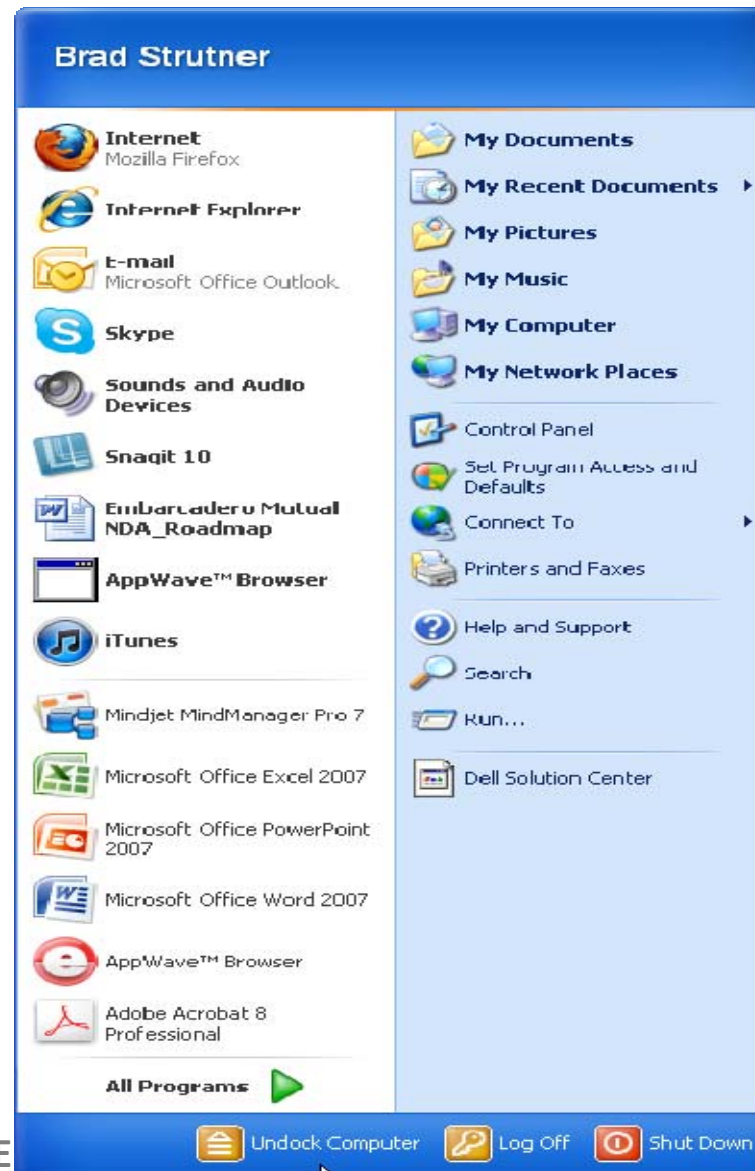 Brad Strutner
Internet
Mozilla Firefox
Internet Explorer
E-mail
Microsoft Office Outlook
Skype
Sounds and Audio
Devices
Snagit 10
Embarcadero Mutual
NDA_Roadmap
AppWave™ Browser
iTunes
Mindjet MindManager Pro 7
Microsoft Office Excel 2007
Microsoft Office PowerPoint
2007
Microsoft Office Word 2007
AppWave™ Browser
Adobe Acrobat 8
Professional
All Programs
My Documents
My Recent Documents
My Pictures
My Music
My Computer
My Network Places
Control Panel
Set Program Access and
Defaults
Connect To
Printers and Faxes
Help and Support
Search
Run...
Dell Solution Center
E
Undock Computer
Log Off
Shut Down